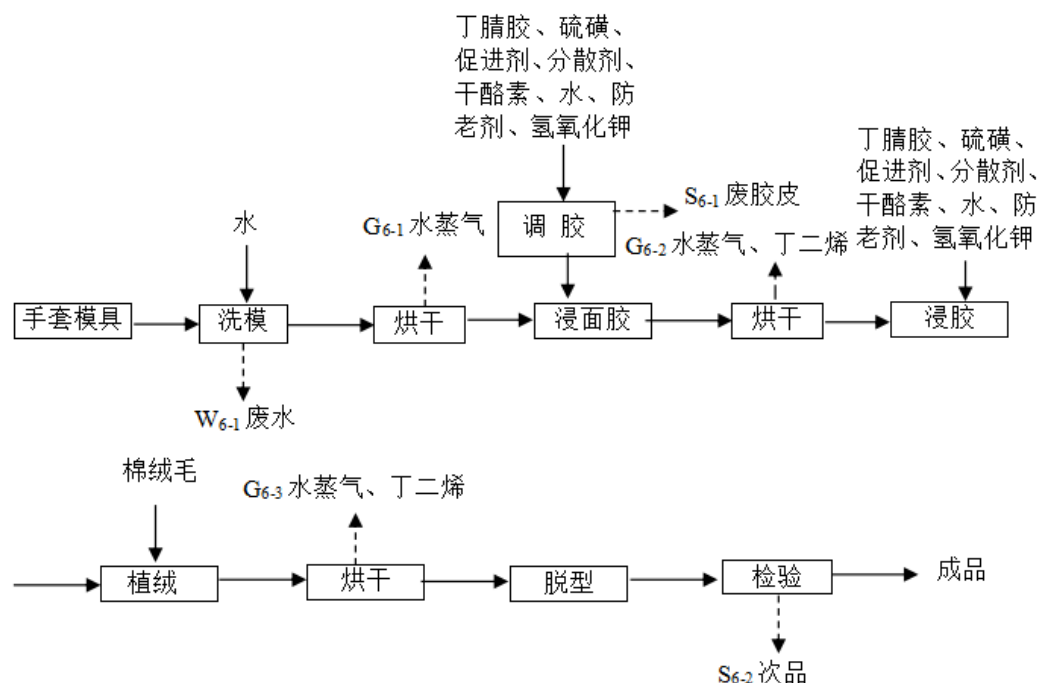 丁腈胶、硫磺、
促进剂、分散剂、
干酪素、水、防
老剂、氢氧化钾
丁腈胶、硫磺、
促进剂、分散剂、
干酪素、水、防
老剂、氢氧化钾
水
G6-1 水蒸气
调 胶
S6-1 废胶皮
G6-2 水蒸气、丁二烯
手套模具
洗模
烘干
浸面胶
烘干
浸胶
W6-1 废水
棉绒毛
G6-3 水蒸气、丁二烯
植绒
烘干
脱型
检验
成品
S6-2 次品